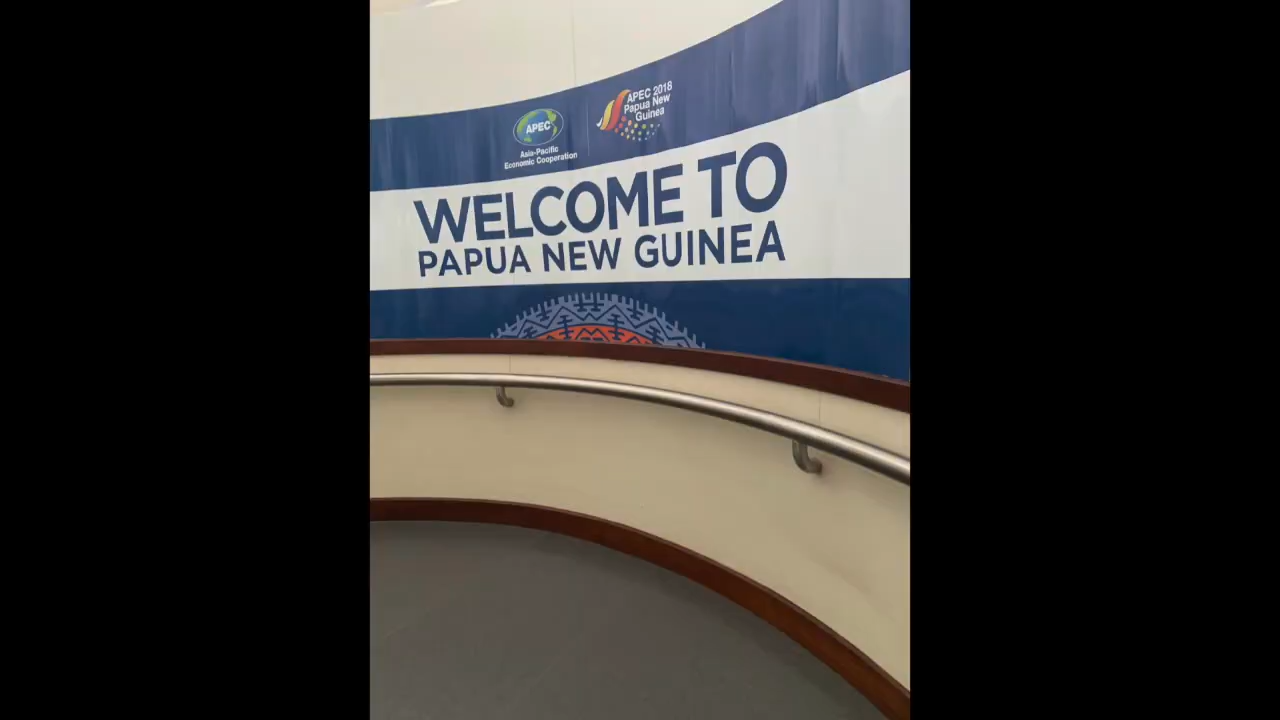 APEC
Asia-Pacific
Economic Cooperation
APEC 2018
Papua New
Guinea
WELCOME TO
PAPUA NEW GUINEA